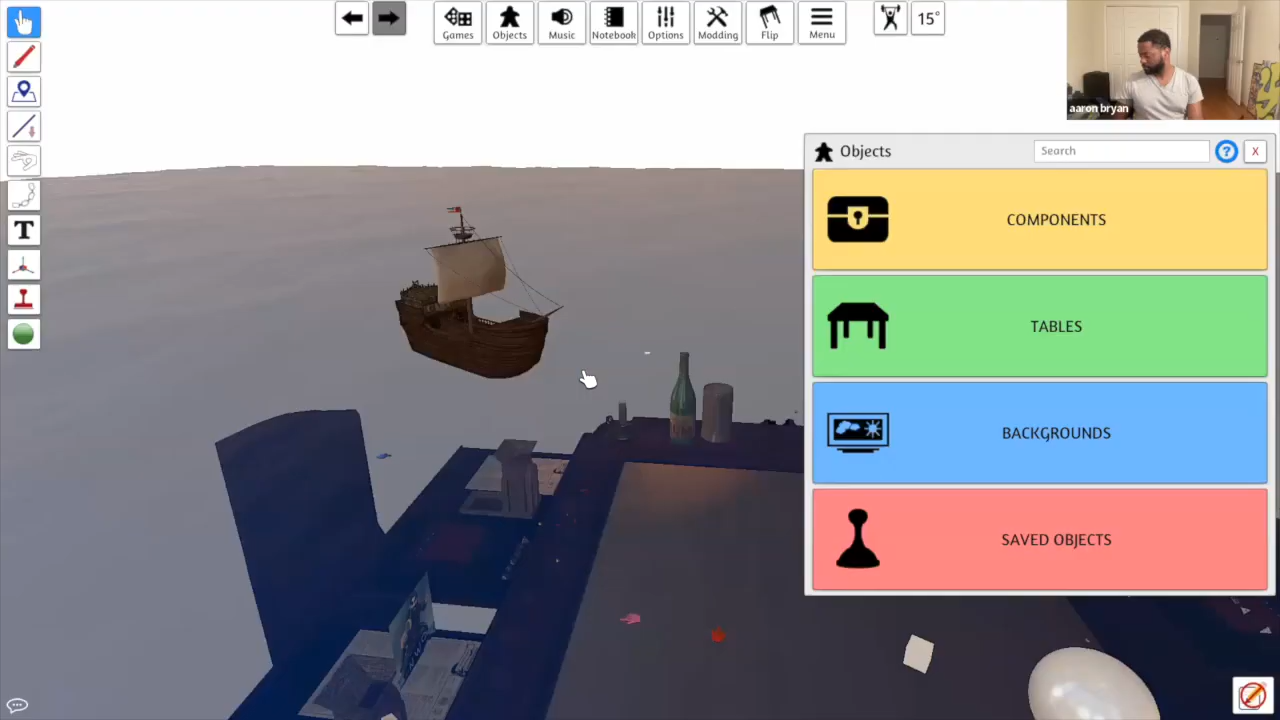 Games
Objects
Music
Notebook
Options
Modding
Flip
Menu
15°
aaron bryan
Objects
Search
?
X
COMPONENTS
TABLES
BACKGROUNDS
SAVED OBJECTS
T